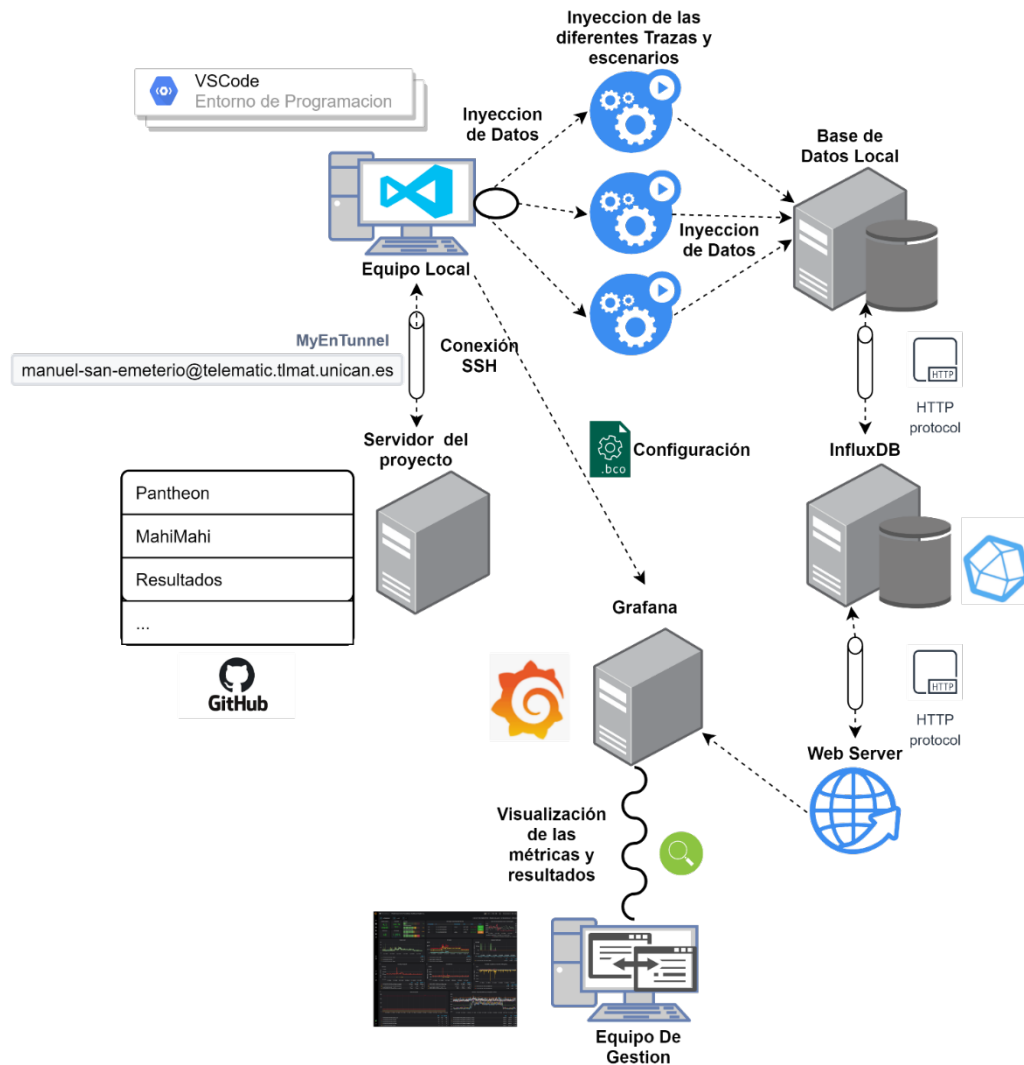 Inyeccion de las
diferentes Trazas y
escenarios
VSCode
Entorno de Programacion
Inyeccion
de Datos
Base de
Datos Local
Inyeccion
de Datos
Equipo Local
MyEnTunnel
manuel-san-emeterio@telematic.tlmat.unican.es
Conexión
SSH
HTTP
HTTP
protocol
Servidor del
proyecto
.bco
Configuración
InfluxDB
Pantheon
MahiMahi
Resultados
...
GitHub
Grafana
HTTP
HTTP
protocol
Web Server
Visualización
de las
métricas y
resultados
Equipo De
Gestion